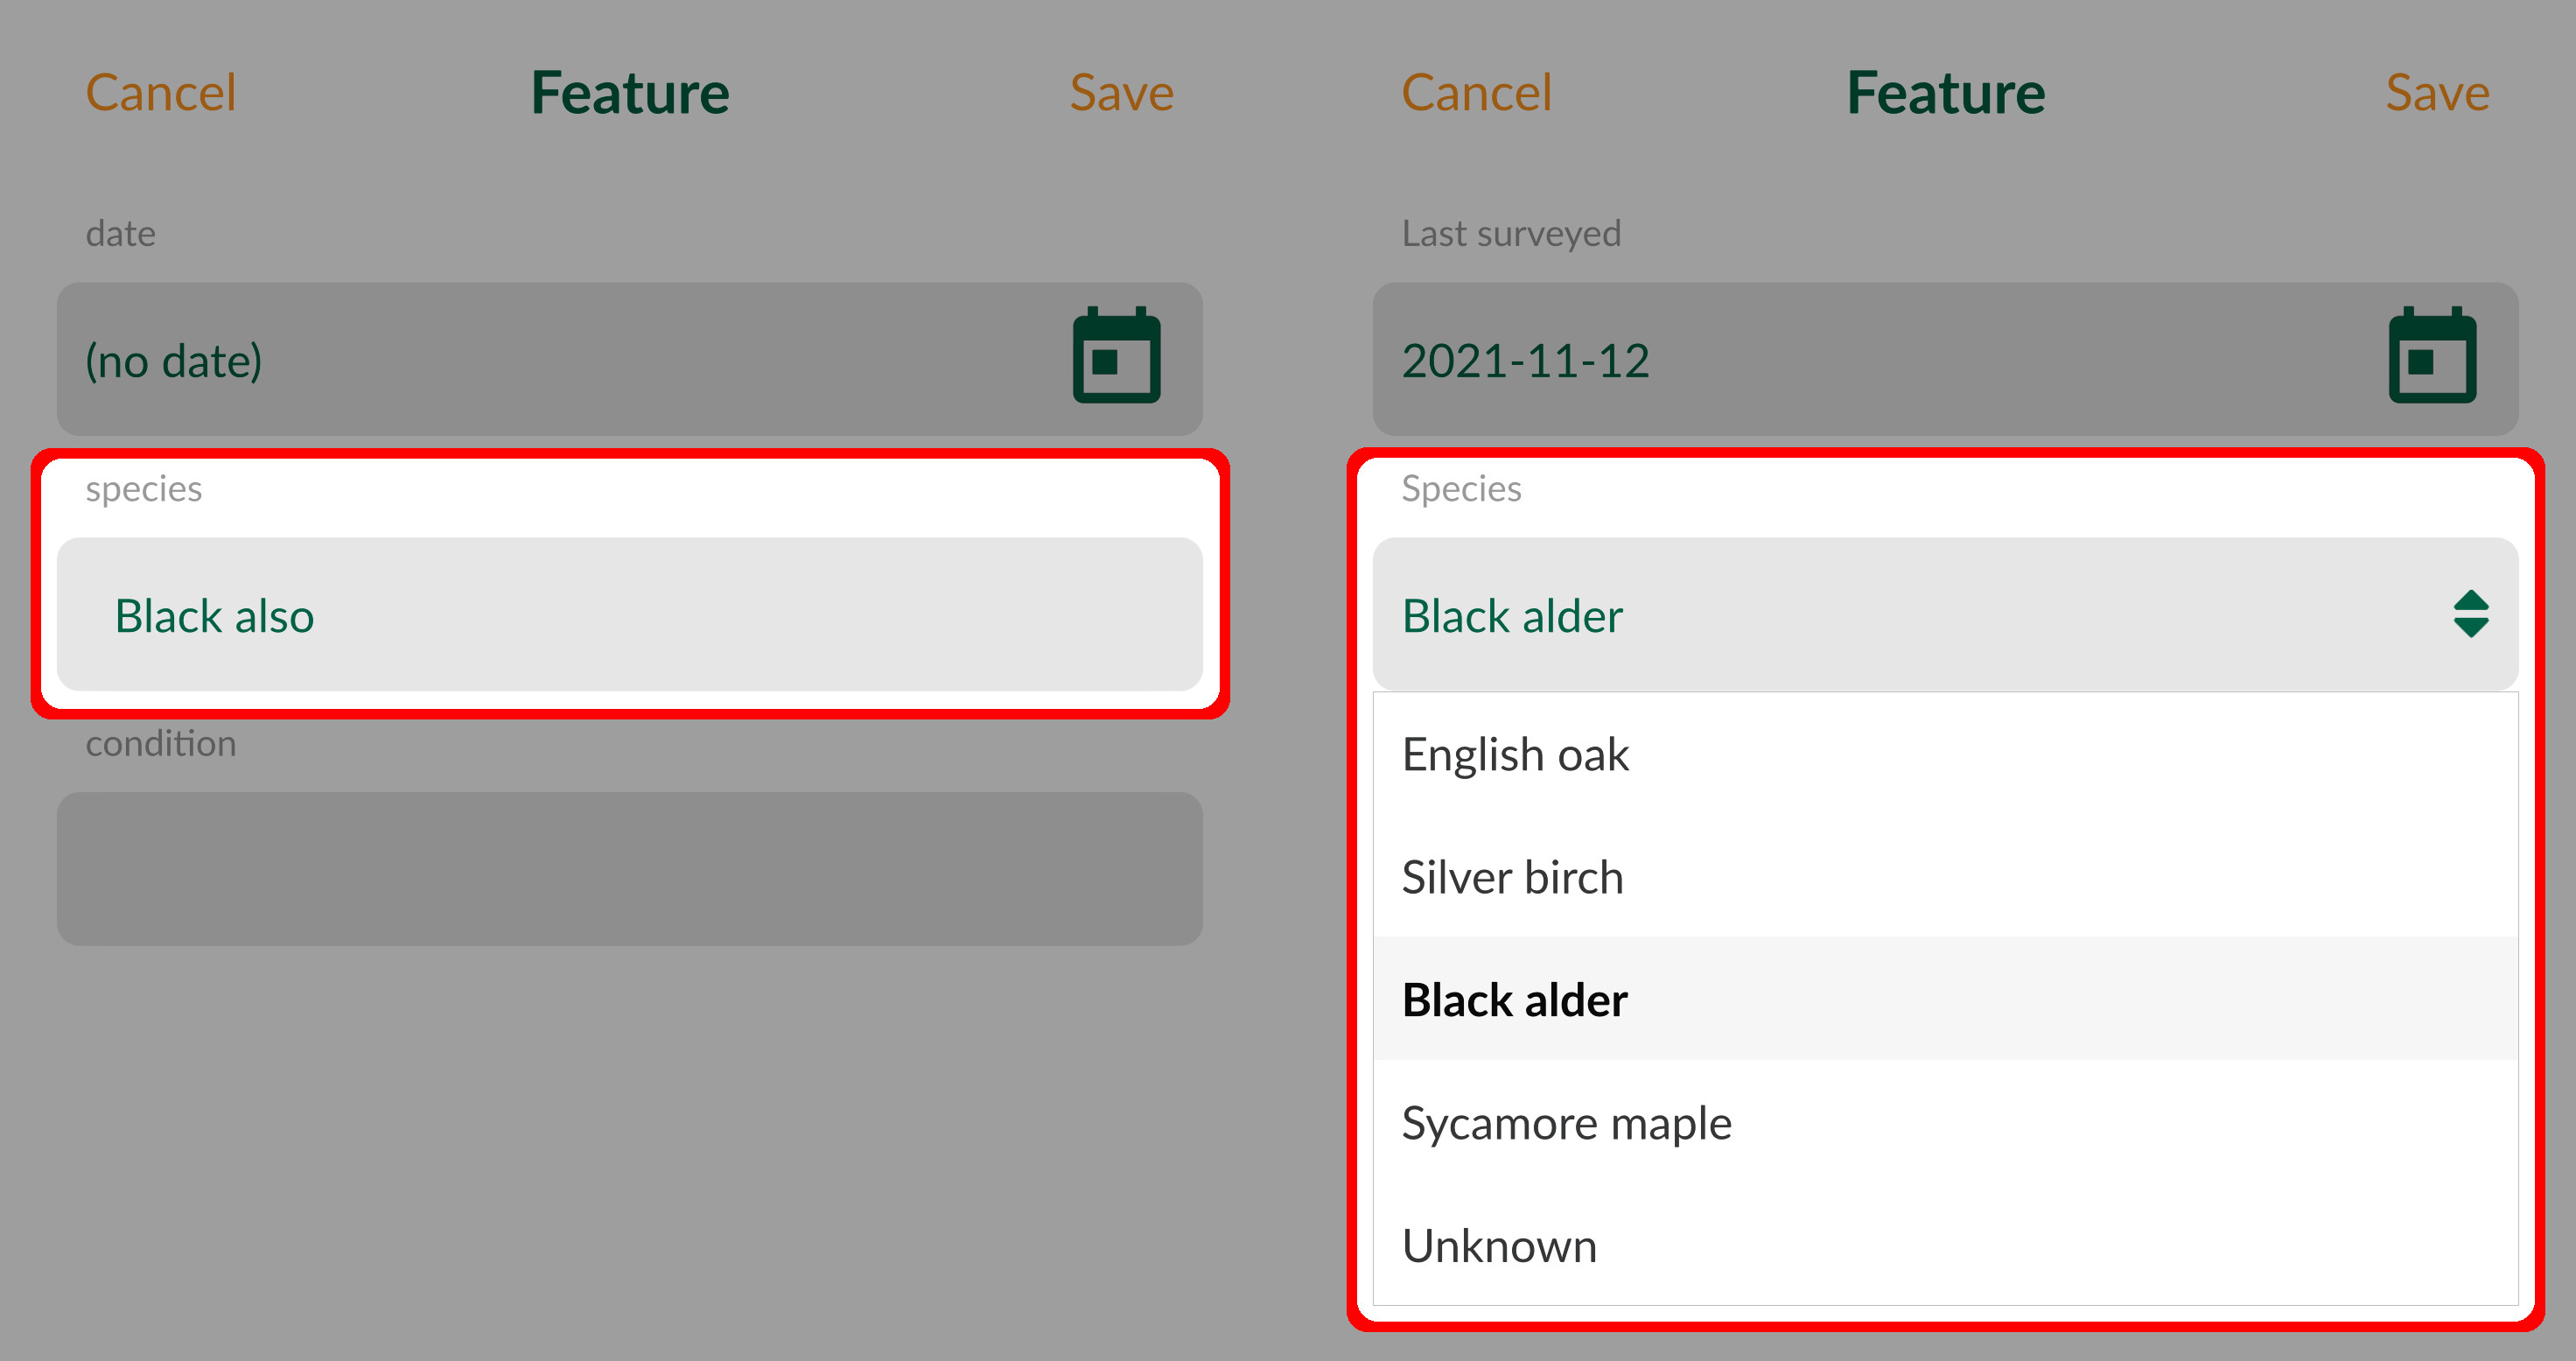 Cancel Feature Save
date
(no date)
species
Black also
condition
Cancel Feature Save
Last surveyed
2021-11-12
Species
Black alder
English oak
Silver birch
Black alder
Sycamore maple
Unknown